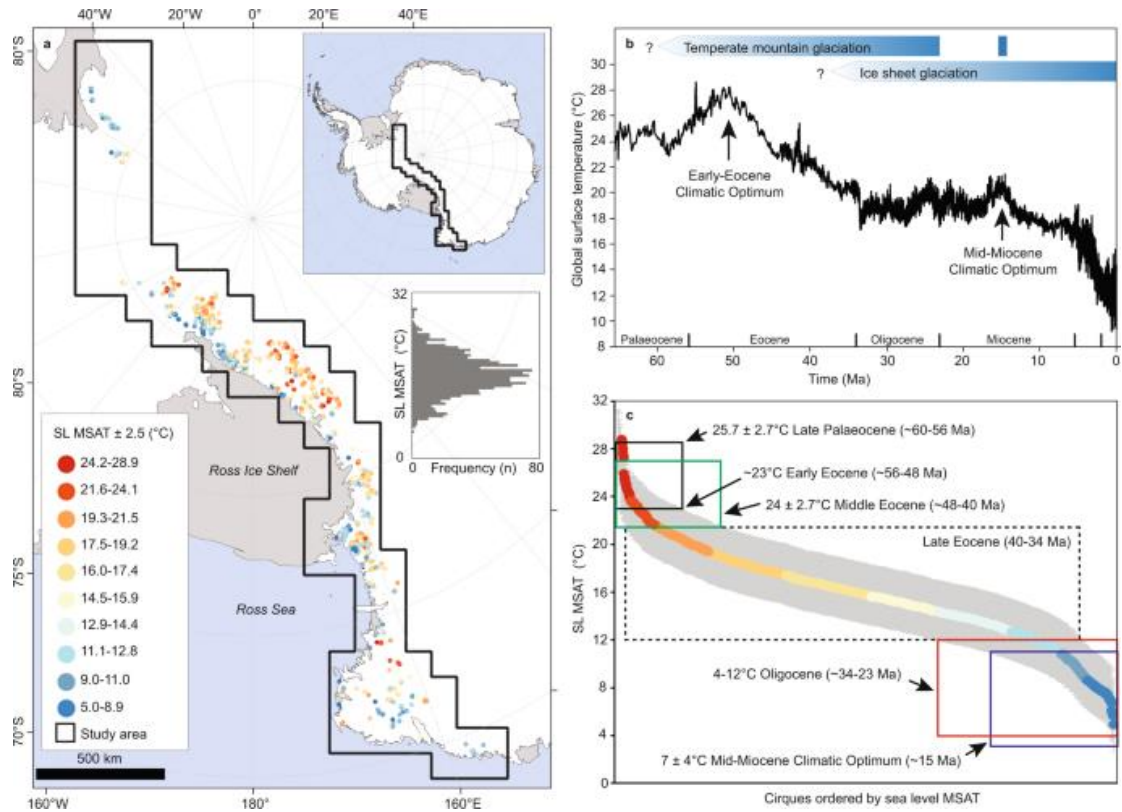 40°W
20°W
0°
20°E
40°E
a
80°S
80°S
75°S
70°S
32
SL MSAT (°C)
0
0 Frequency (n) 80
SL MSAT ± 2.5 (°C)
24.2-28.9
21.6-24.1
19.3-21.5
17.5-19.2
16.0-17.4
14.5-15.9
12.9-14.4
11.1-12.8
9.0-11.0
5.0-8.9
Study area
500 km
Ross Ice Shelf
Ross Sea
160°W
180°
160°E
b
? Temperate mountain glaciation
? Ice sheet glaciation
Global surface temperature (°C)
30
28
26
24
22
20
18
16
14
12
10
8
Early-Eocene
Climatic Optimum
Mid-Miocene
Climatic Optimum
Palaeocene
Eocene
Oligocene
Miocene
60 50 40 30 20 10 0
Time (Ma)
c
SL MSAT (°C)
32
28
24
20
16
12
8
4
0
25.7 ± 2.7°C Late Palaeocene (~60-56 Ma)
~23°C Early Eocene (~56-48 Ma)
24 ± 2.7°C Middle Eocene (~48-40 Ma)
Late Eocene (40-34 Ma)
4-12°C Oligocene (~34-23 Ma)
7 ± 4°C Mid-Miocene Climatic Optimum (~15 Ma)
Cirques ordered by sea level MSAT